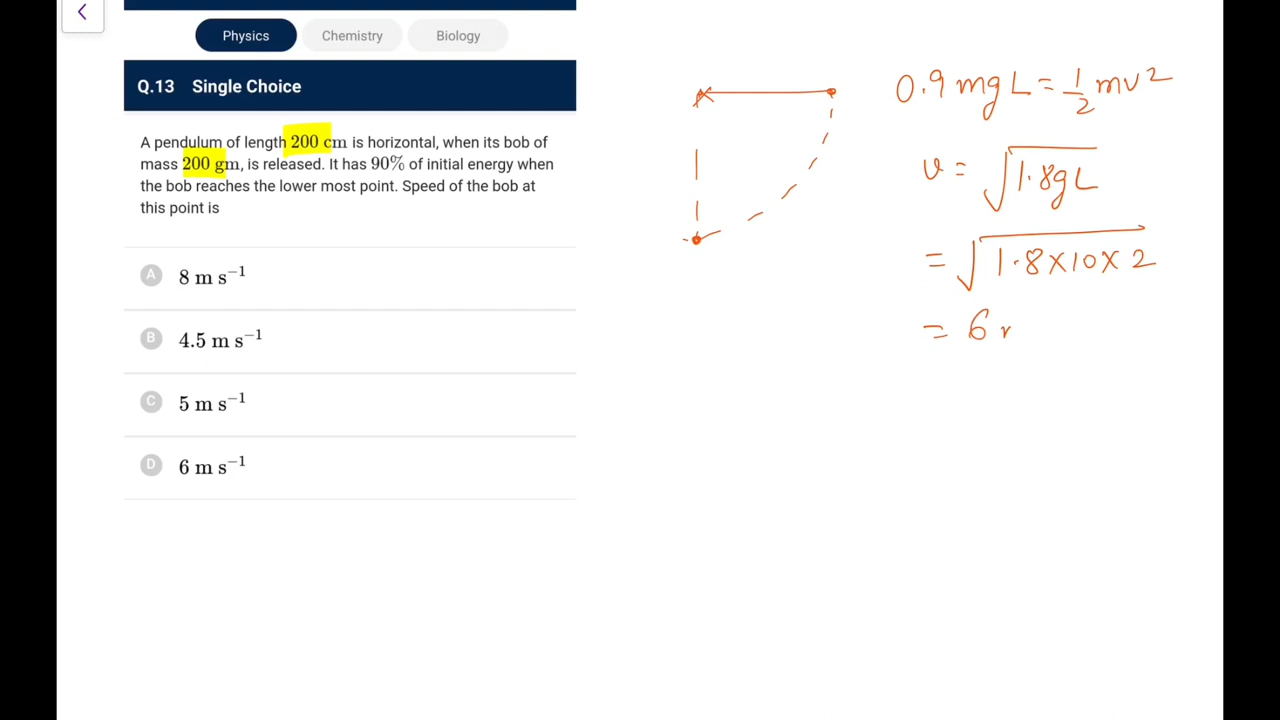 Physics Chemistry Biology
Q.13 Single Choice
A pendulum of length 200 cm is horizontal, when its bob of
mass 200 gm, is released. It has 90% of initial energy when
the bob reaches the lower most point. Speed of the bob at
this point is
A 8 m s⁻¹
B 4.5 m s⁻¹
C 5 m s⁻¹
D 6 m s⁻¹
0.9 mgL = 1/2 mv²
v = √1.8gL
= √1.8×10×2
= 6